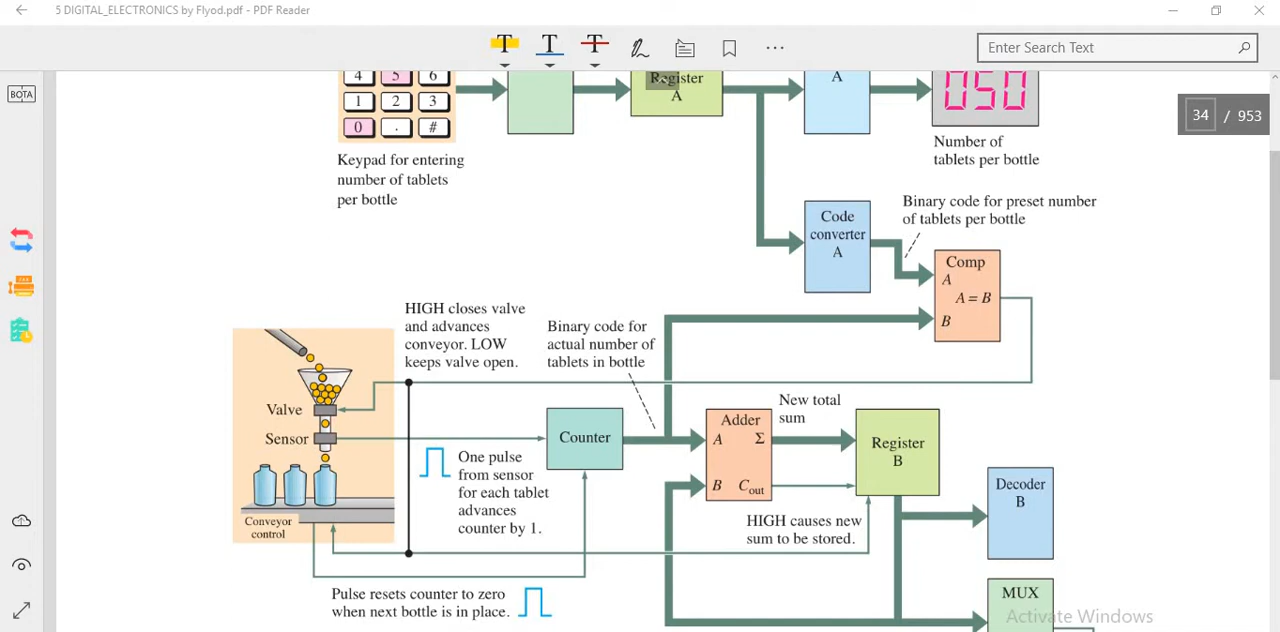 5 DIGITAL_ELECTRONICS by Flyod.pdf - PDF Reader
T
T
T
Enter Search Text
BOTA
34 / 953
4 5 6
1 2 3
0 . #
Register
A
A
050
Keypad for entering
number of tablets
per bottle
Number of
tablets per bottle
Code
converter
A
Binary code for preset number
of tablets per bottle
Comp
A
A = B
B
HIGH closes valve
and advances
conveyor. LOW
keeps valve open.
Binary code for
actual number of
tablets in bottle
Valve
Sensor
Conveyor
control
One pulse
from sensor
for each tablet
advances
counter by 1.
Counter
Adder
A Σ
B Cout
New total
sum
Register
B
HIGH causes new
sum to be stored.
Decoder
B
Pulse resets counter to zero
when next bottle is in place.
MUX
Activate Windows